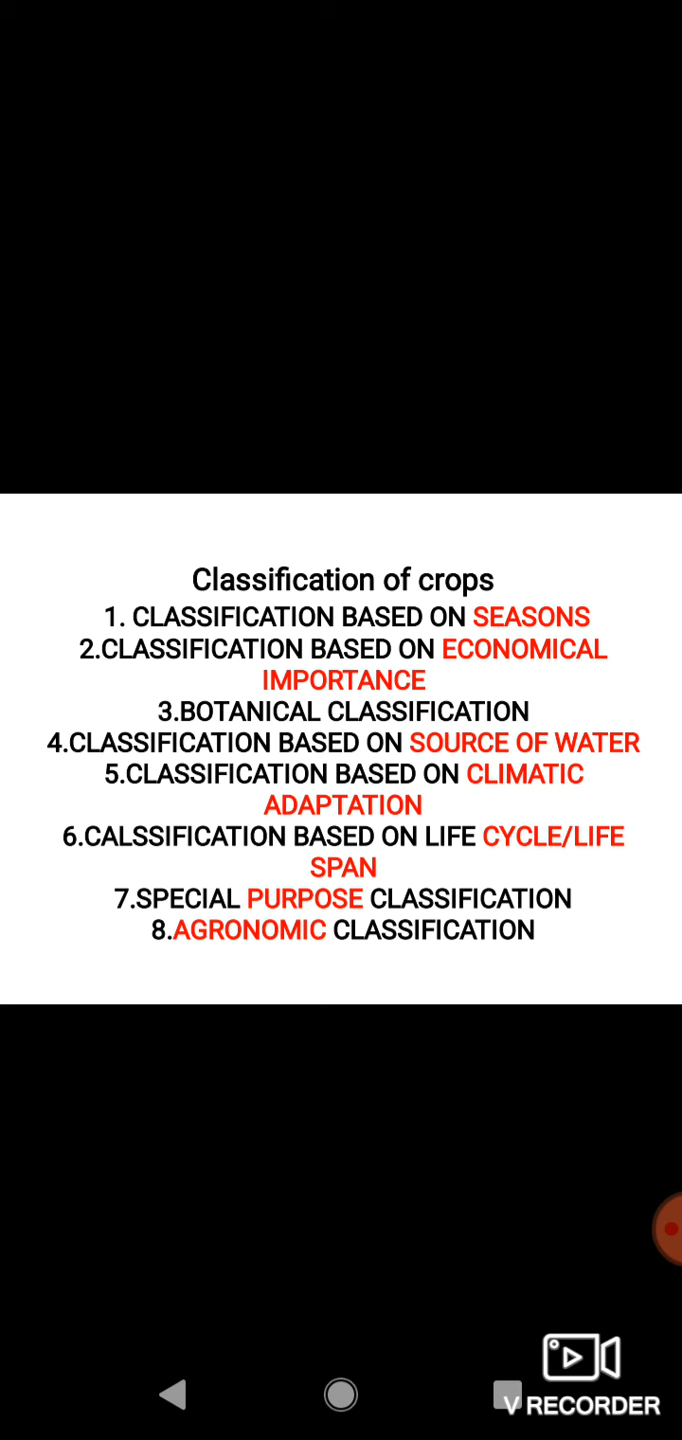 Classification of crops
1. CLASSIFICATION BASED ON SEASONS
2.CLASSIFICATION BASED ON ECONOMICAL
IMPORTANCE
3.BOTANICAL CLASSIFICATION
4.CLASSIFICATION BASED ON SOURCE OF WATER
5.CLASSIFICATION BASED ON CLIMATIC
ADAPTATION
6.CALSSIFICATION BASED ON LIFE CYCLE/LIFE
SPAN
7.SPECIAL PURPOSE CLASSIFICATION
8.AGRONOMIC CLASSIFICATION
V RECORDER